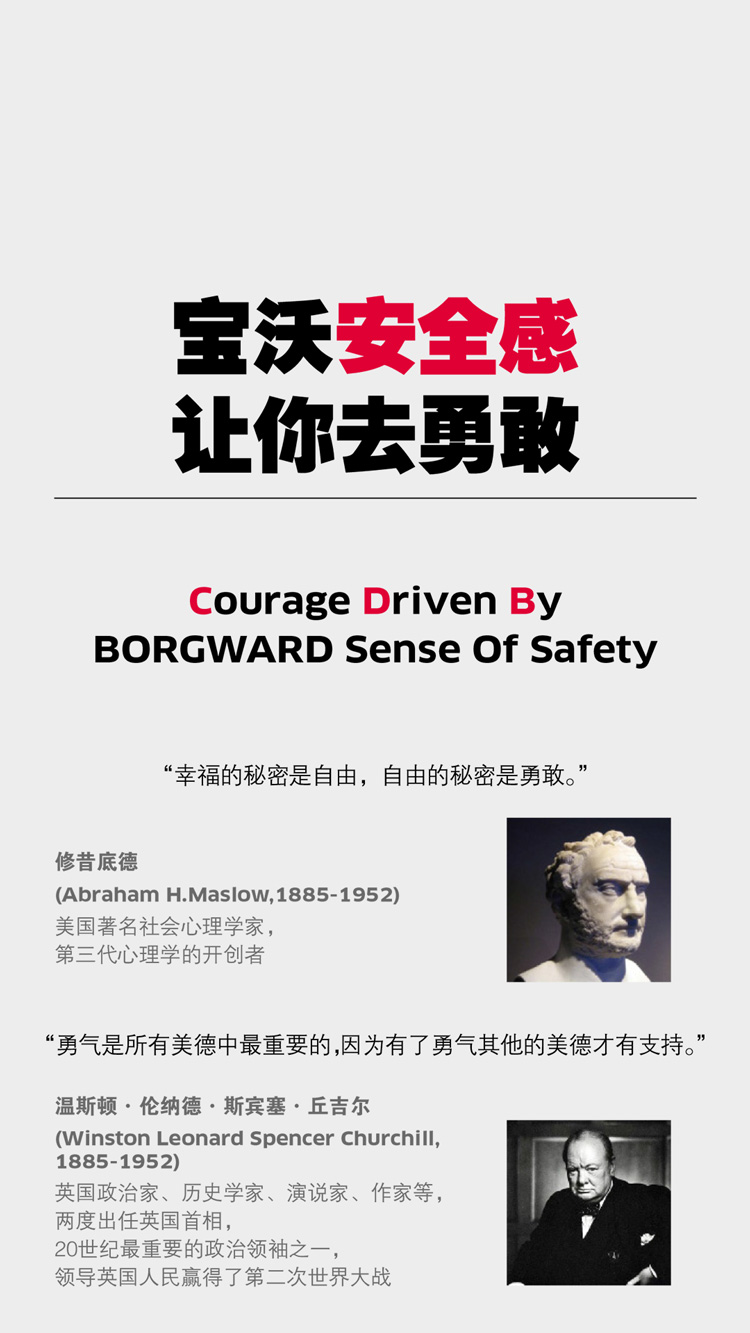 宝沃安全感
让你去勇敢
Courage Driven By
BORGWARD Sense Of Safety
“幸福的秘密是自由，自由的秘密是勇敢。”
修昔底德
(Abraham H.Maslow,1885-1952)
美国著名社会心理学家，
第三代心理学的开创者
“勇气是所有美德中最重要的,因为有了勇气其他的美德才有支持。”
温斯顿·伦纳德·斯宾塞·丘吉尔
(Winston Leonard Spencer Churchill,
1885-1952)
英国政治家、历史学家、演说家、作家等，
两度出任英国首相，
20世纪最重要的政治领袖之一，
领导英国人民赢得了第二次世界大战